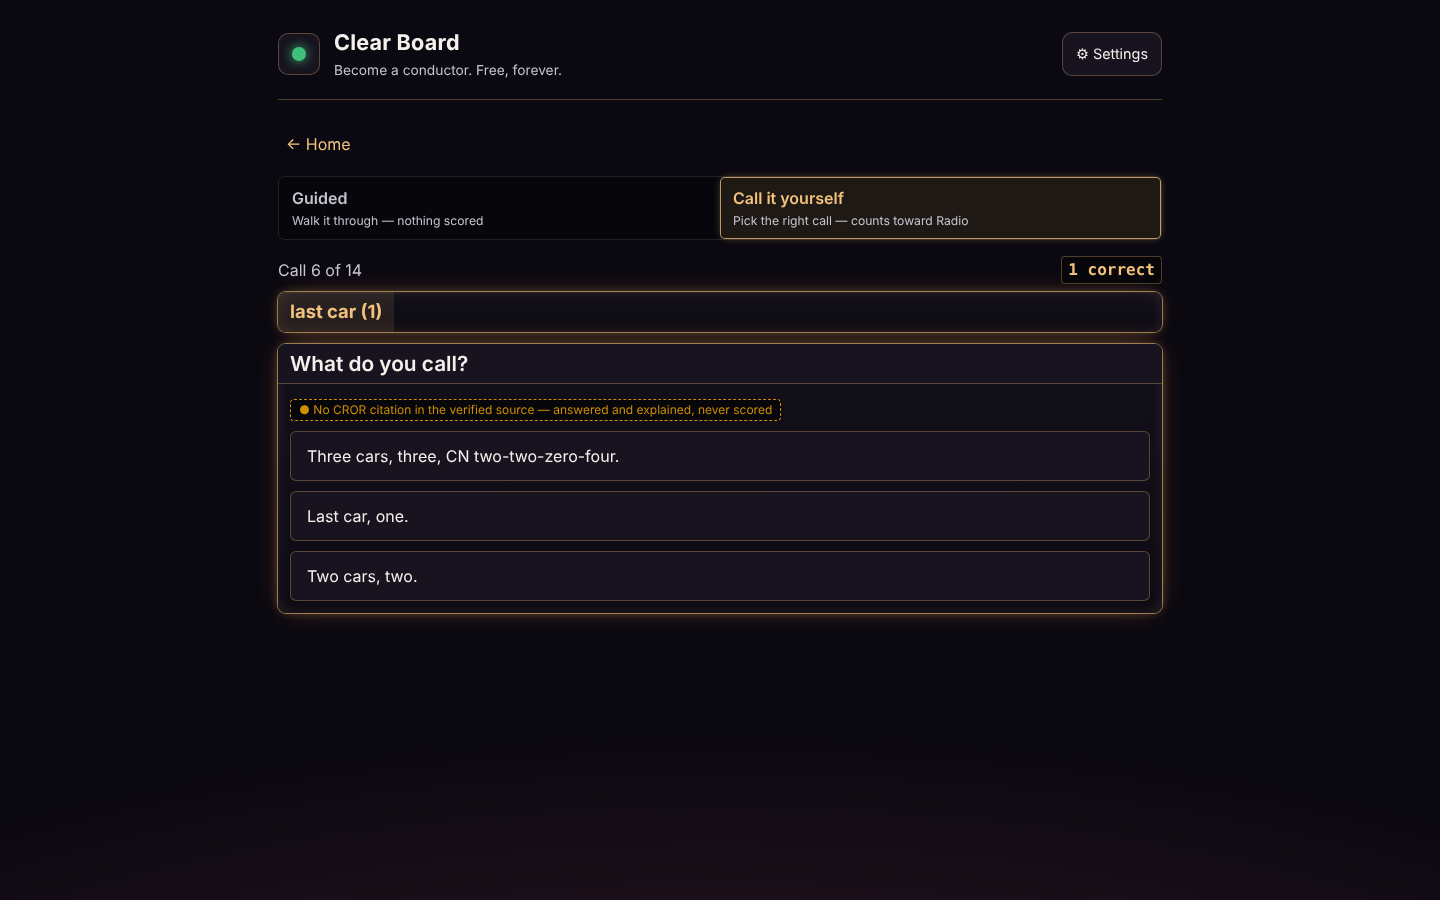 Clear Board
Become a conductor. Free, forever.
⚙ Settings
← Home
Guided
Walk it through — nothing scored
Call it yourself
Pick the right call — counts toward Radio
Call 6 of 14
1 correct
last car (1)
What do you call?
No CROR citation in the verified source — answered and explained, never scored
Three cars, three, CN two-two-zero-four.
Last car, one.
Two cars, two.